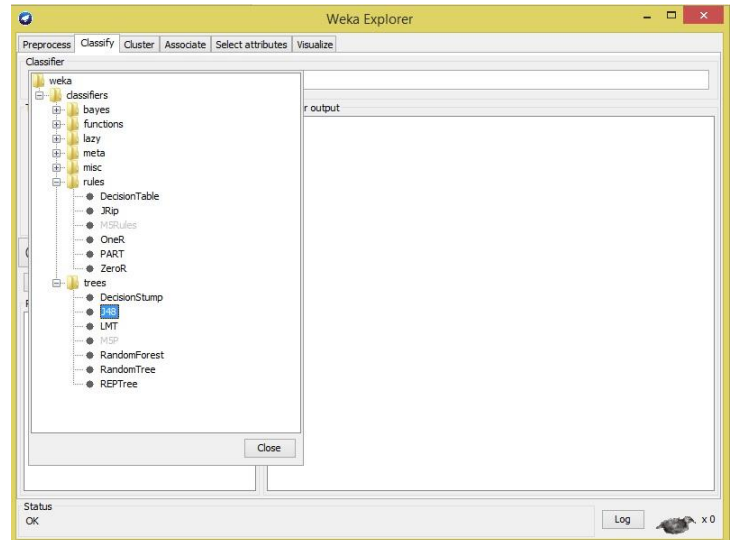 Weka Explorer
Preprocess Classify Cluster Associate Select attributes Visualize
Classifier
weka
classifiers
r output
bayes
functions
lazy
meta
misc
rules
DecisionTable
JRip
M5Rules
OneR
PART
ZeroR
trees
DecisionStump
J48
LMT
M5P
RandomForest
RandomTree
REPTree
Close
Status
OK
Log
x 0